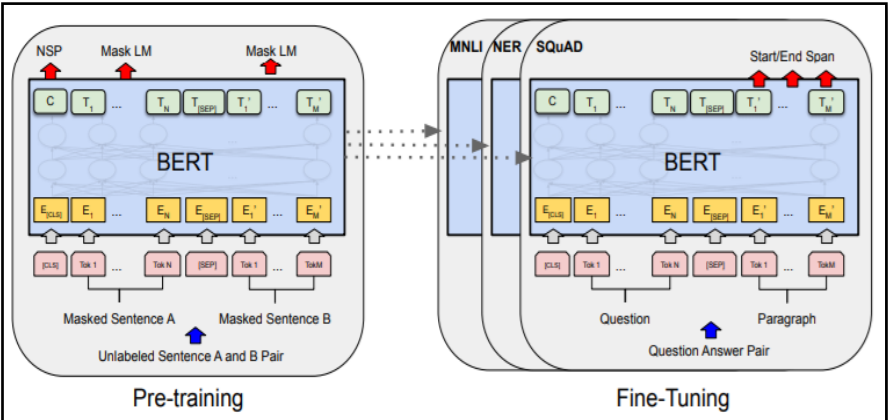 NSP Mask LM Mask LM
C T1 ... TN T[SEP] T1' ... TM'
BERT
E[CLS] E1 ... EN E[SEP] E1' ... EM'
[CLS] Tok 1 ... Tok N [SEP] Tok 1 ... TokM
Masked Sentence A Masked Sentence B
Unlabeled Sentence A and B Pair
Pre-training
MNLI NER SQuAD
Start/End Span
C T1 ... TN T[SEP] T1' ... TM'
BERT
E[CLS] E1 ... EN E[SEP] E1' ... EM'
[CLS] Tok 1 ... Tok N [SEP] Tok 1 ... TokM
Question Paragraph
Question Answer Pair
Fine-Tuning